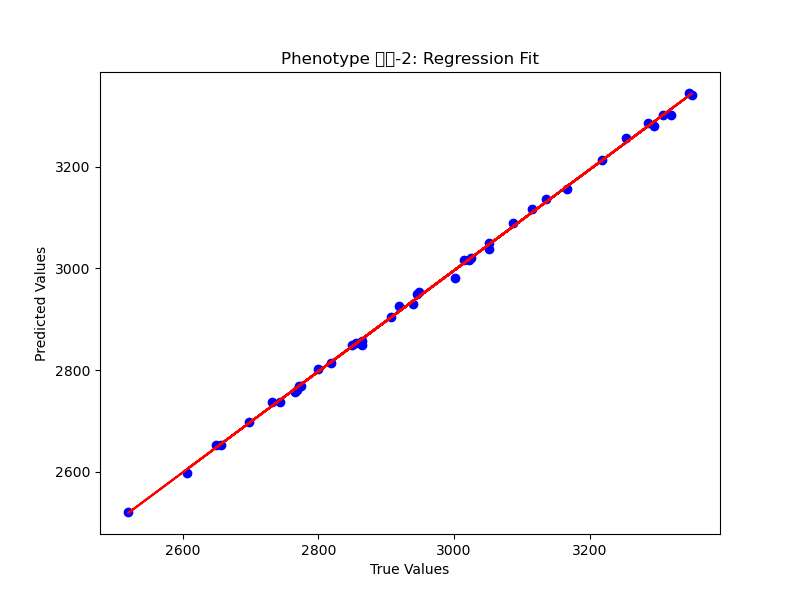 Phenotype -2: Regression Fit
3200
3000
2800
2600
Predicted Values
2600 2800 3000 3200
True Values